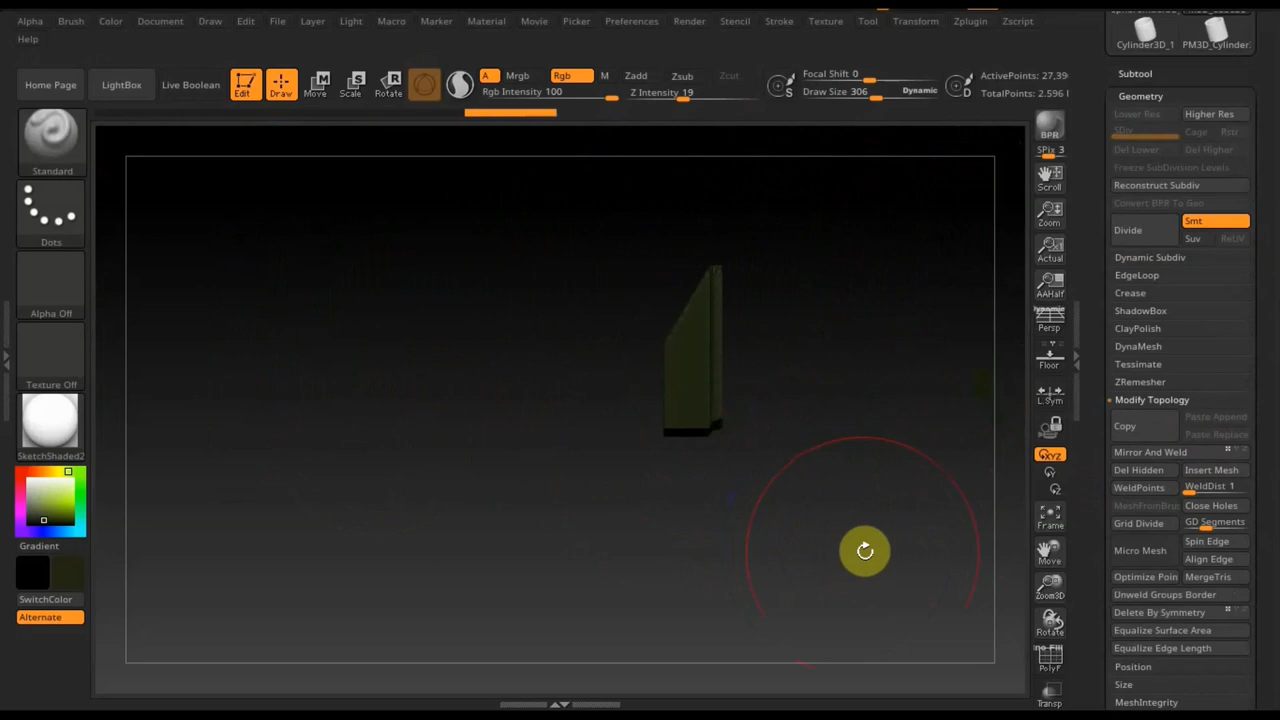 Alpha Brush Color Document Draw Edit File Layer Light Macro Marker Material Movie Picker Preferences Render Stencil Stroke Texture Tool Transform Zplugin Zscript
Help
Cylinder3D_1 PM3D_Cylinder.
Home Page LightBox Live Boolean Edit Draw Move Scale Rotate
A Mrgb Rgb M Zadd Zsub Zcut
Rgb Intensity 100 Z Intensity 19
Focal Shift 0
Draw Size 306 Dynamic
S D
ActivePoints: 27,39
TotalPoints: 2.596
Standard
Dots
Alpha Off
Texture Off
SketchShaded2
Gradient
SwitchColor
Alternate
BPR
SPix 3
Scroll
Zoom
Actual
AAHalf
Dynamic
Persp
Floor
L.Sym
XYZ
Y
Z
Frame
Move
Zoom3D
Rotate
PolyF
Transp
Subtool
Geometry
Lower Res Higher Res
SDiv Cage Rstr
Del Lower Del Higher
Freeze SubDivision Levels
Reconstruct Subdiv
Convert BPR To Geo
Divide Smt
Suv ReUV
Dynamic Subdiv
EdgeLoop
Crease
ShadowBox
ClayPolish
DynaMesh
Tessimate
ZRemesher
Modify Topology
Copy Paste Append
Paste Replace
Mirror And Weld
Del Hidden Insert Mesh
WeldPoints WeldDist 1
MeshFromBru Close Holes
Grid Divide GD Segments
Micro Mesh Spin Edge
Align Edge
Optimize Poin MergeTris
Unweld Groups Border
Delete By Symmetry
Equalize Surface Area
Equalize Edge Length
Position
Size
MeshIntegrity